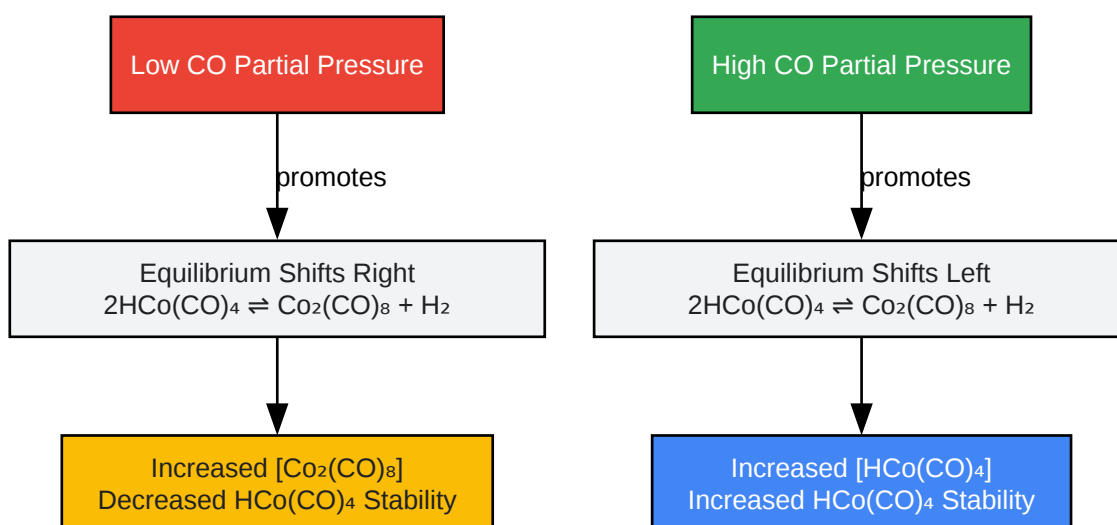 Low CO Partial Pressure
High CO Partial Pressure
promotes
promotes
Equilibrium Shifts Right
2HCo(CO)₄ ⇌ Co₂(CO)₈ + H₂
Equilibrium Shifts Left
2HCo(CO)₄ ⇌ Co₂(CO)₈ + H₂
Increased [Co₂(CO)₈]
Decreased HCo(CO)₄ Stability
Increased [HCo(CO)₄]
Increased HCo(CO)₄ Stability